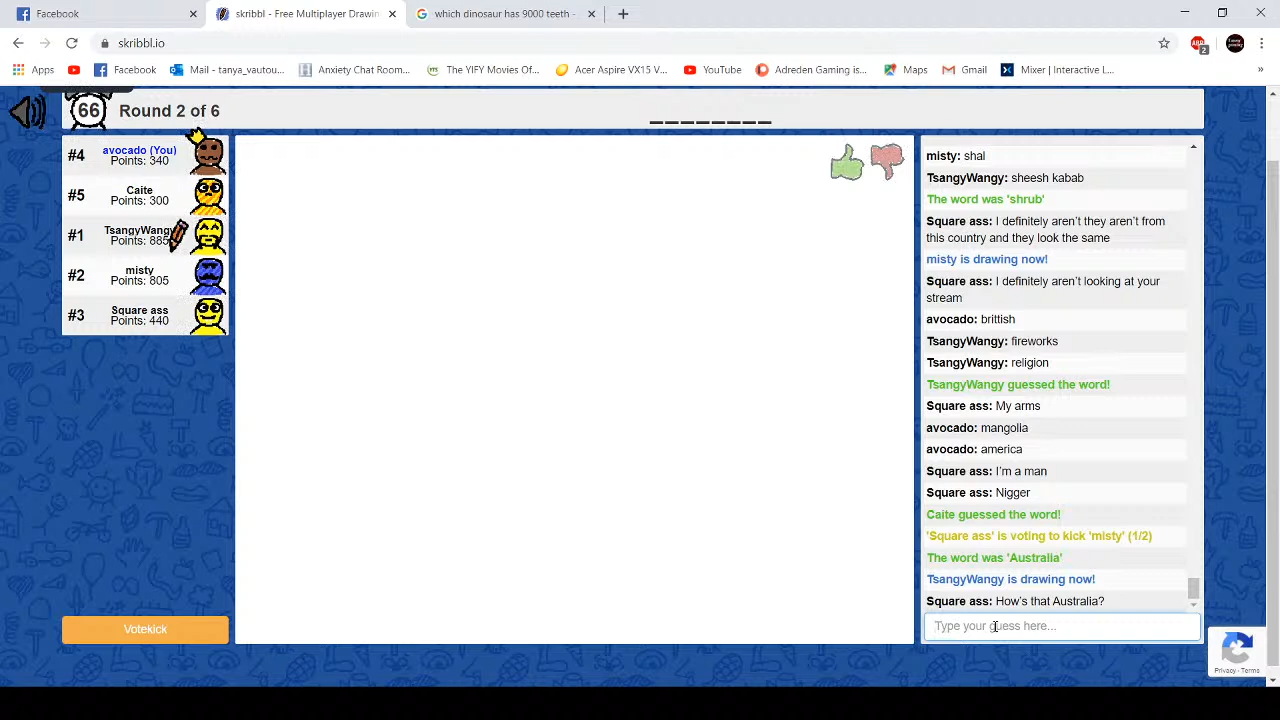 Facebook
skribbl - Free Multiplayer Drawin
which dinosaur has 9000 teeth -
skribbl.io
2
Apps
Facebook
Mail - tanya_vautou...
Anxiety Chat Room...
The YIFY Movies Of...
Acer Aspire VX15 V...
YouTube
Adreden Gaming is...
Maps
Gmail
Mixer | Interactive L...
»
66
Round 2 of 6
________
#4
avocado (You)
Points: 340
#5
Caite
Points: 300
#1
TsangyWangy
Points: 885
#2
misty
Points: 805
#3
Square ass
Points: 440
Votekick
misty: shal
TsangyWangy: sheesh kabab
The word was 'shrub'
Square ass: I definitely aren't they aren't from
this country and they look the same
misty is drawing now!
Square ass: I definitely aren't looking at your
stream
avocado: brittish
TsangyWangy: fireworks
TsangyWangy: religion
TsangyWangy guessed the word!
Square ass: My arms
avocado: mangolia
avocado: america
Square ass: I'm a man
Square ass: Nigger
Caite guessed the word!
'Square ass' is voting to kick 'misty' (1/2)
The word was 'Australia'
TsangyWangy is drawing now!
Square ass: How's that Australia?
Type your guess here...
Privacy - Terms